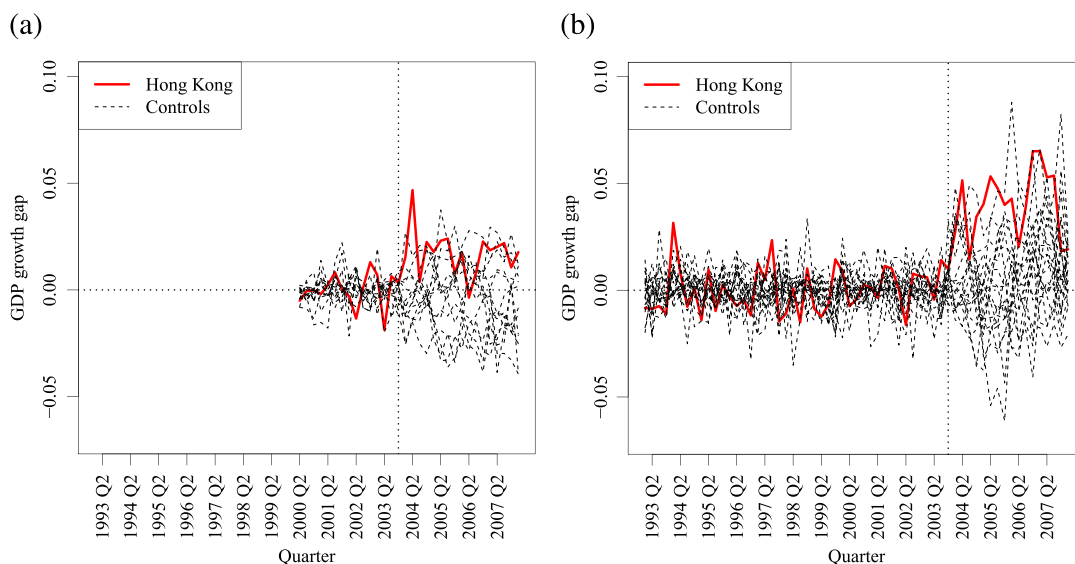 (a)
Hong Kong
Controls
GDP growth gap
0.10
0.05
0.00
−0.05
1993 Q2
1994 Q2
1995 Q2
1996 Q2
1997 Q2
1998 Q2
1999 Q2
2000 Q2
2001 Q2
2002 Q2
2003 Q2
2004 Q2
2005 Q2
2006 Q2
2007 Q2
Quarter
(b)
Hong Kong
Controls
GDP growth gap
0.10
0.05
0.00
−0.05
1993 Q2
1994 Q2
1995 Q2
1996 Q2
1997 Q2
1998 Q2
1999 Q2
2000 Q2
2001 Q2
2002 Q2
2003 Q2
2004 Q2
2005 Q2
2006 Q2
2007 Q2
Quarter